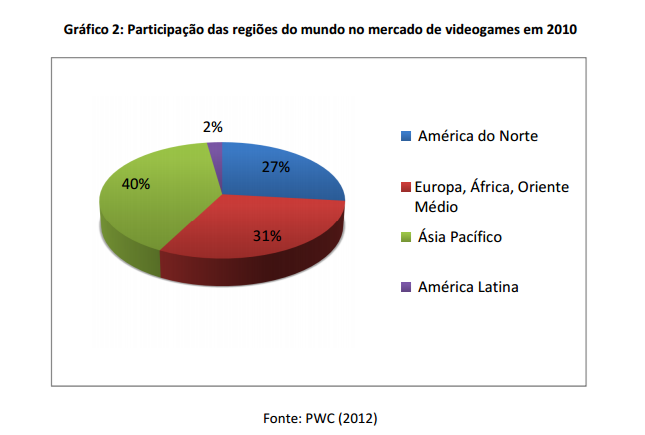 Gráfico 2: Participação das regiões do mundo no mercado de videogames em 2010
2%
27%
40%
31%
América do Norte
Europa, África, Oriente
Médio
Ásia Pacífico
América Latina
Fonte: PWC (2012)